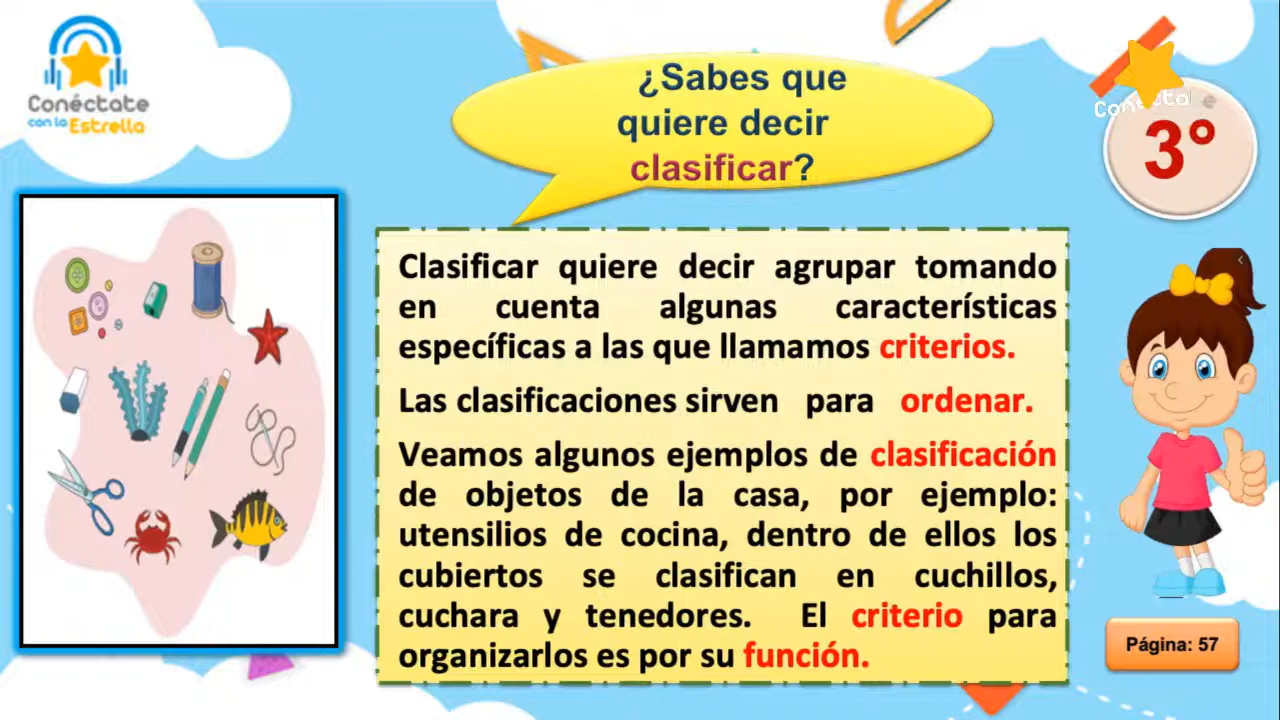 Conéctate
con la Estrella
¿Sabes que
quiere decir
clasificar?
3°
Clasificar quiere decir agrupar tomando
en cuenta algunas características
específicas a las que llamamos criterios.
Las clasificaciones sirven para ordenar.
Veamos algunos ejemplos de clasificación
de objetos de la casa, por ejemplo:
utensilios de cocina, dentro de ellos los
cubiertos se clasifican en cuchillos,
cuchara y tenedores. El criterio para
organizarlos es por su función.
Página: 57